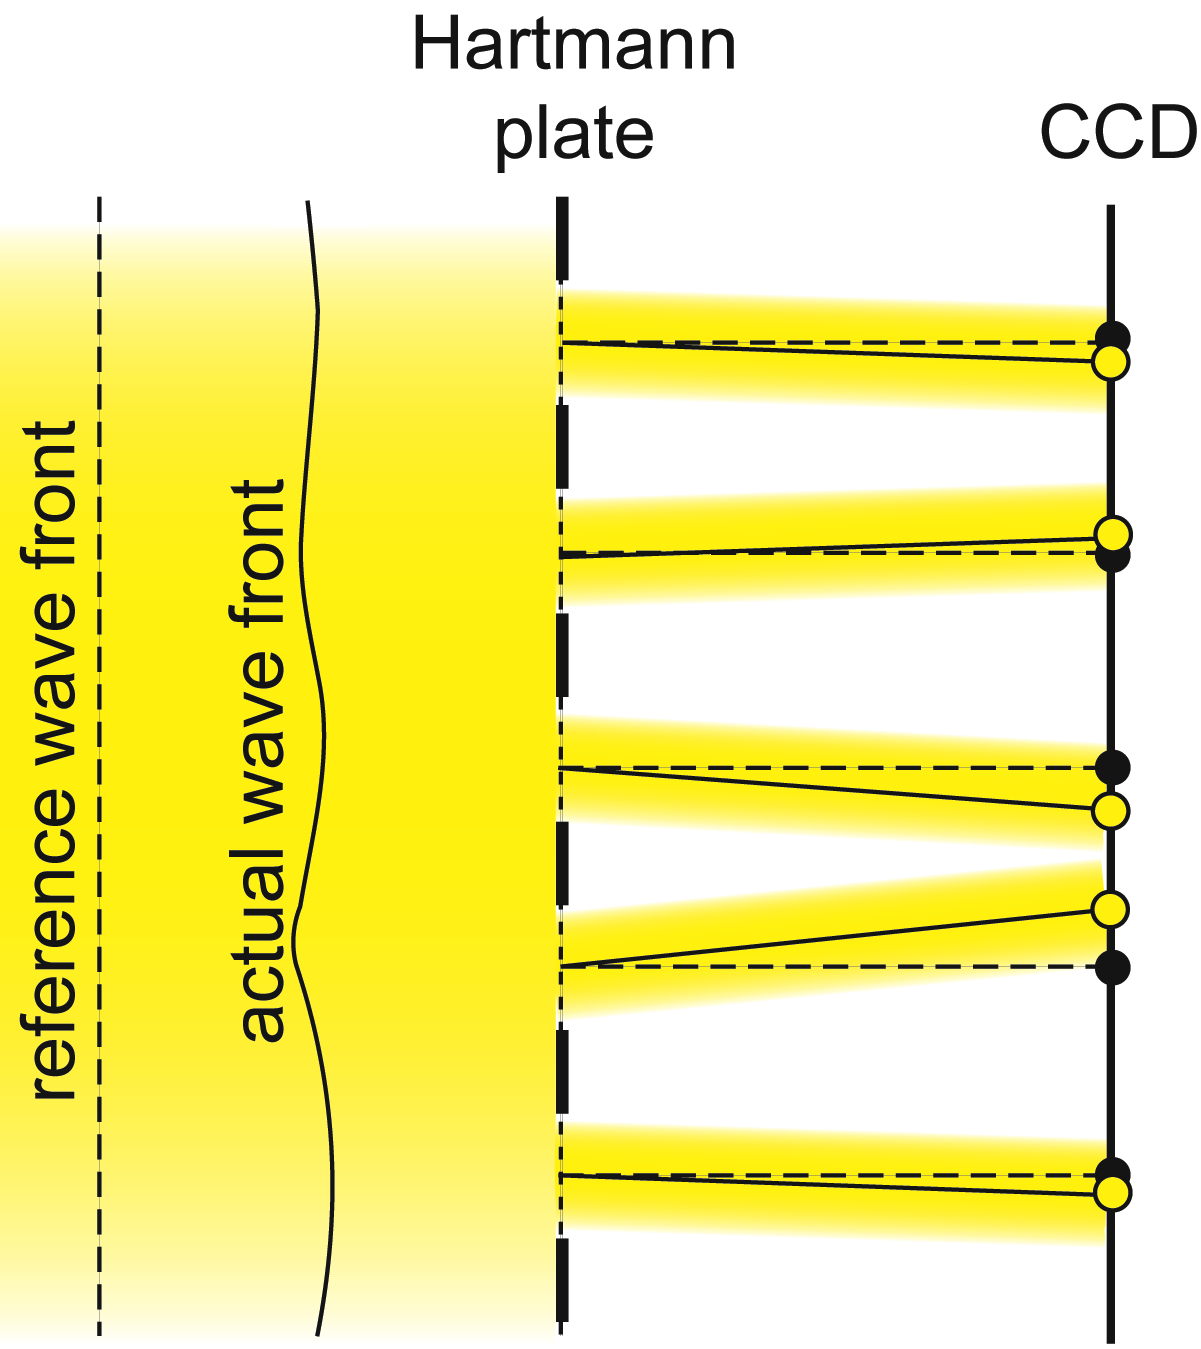 Hartmann
plate
CCD
reference wave front
actual wave front